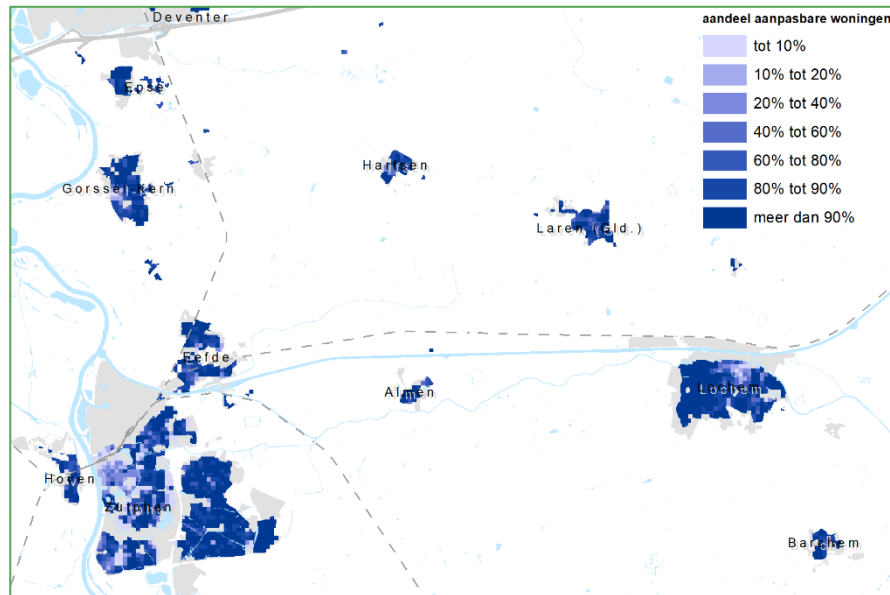 Deventer
aandeel aanpasbare woningen
tot 10%
10% tot 20%
20% tot 40%
40% tot 60%
60% tot 80%
80% tot 90%
meer dan 90%
Epse
Harfsen
Gorssel-Kern
Laren (Gld.)
Eefde
Almen
Lochem
Hoven
Zutphen
Barchem